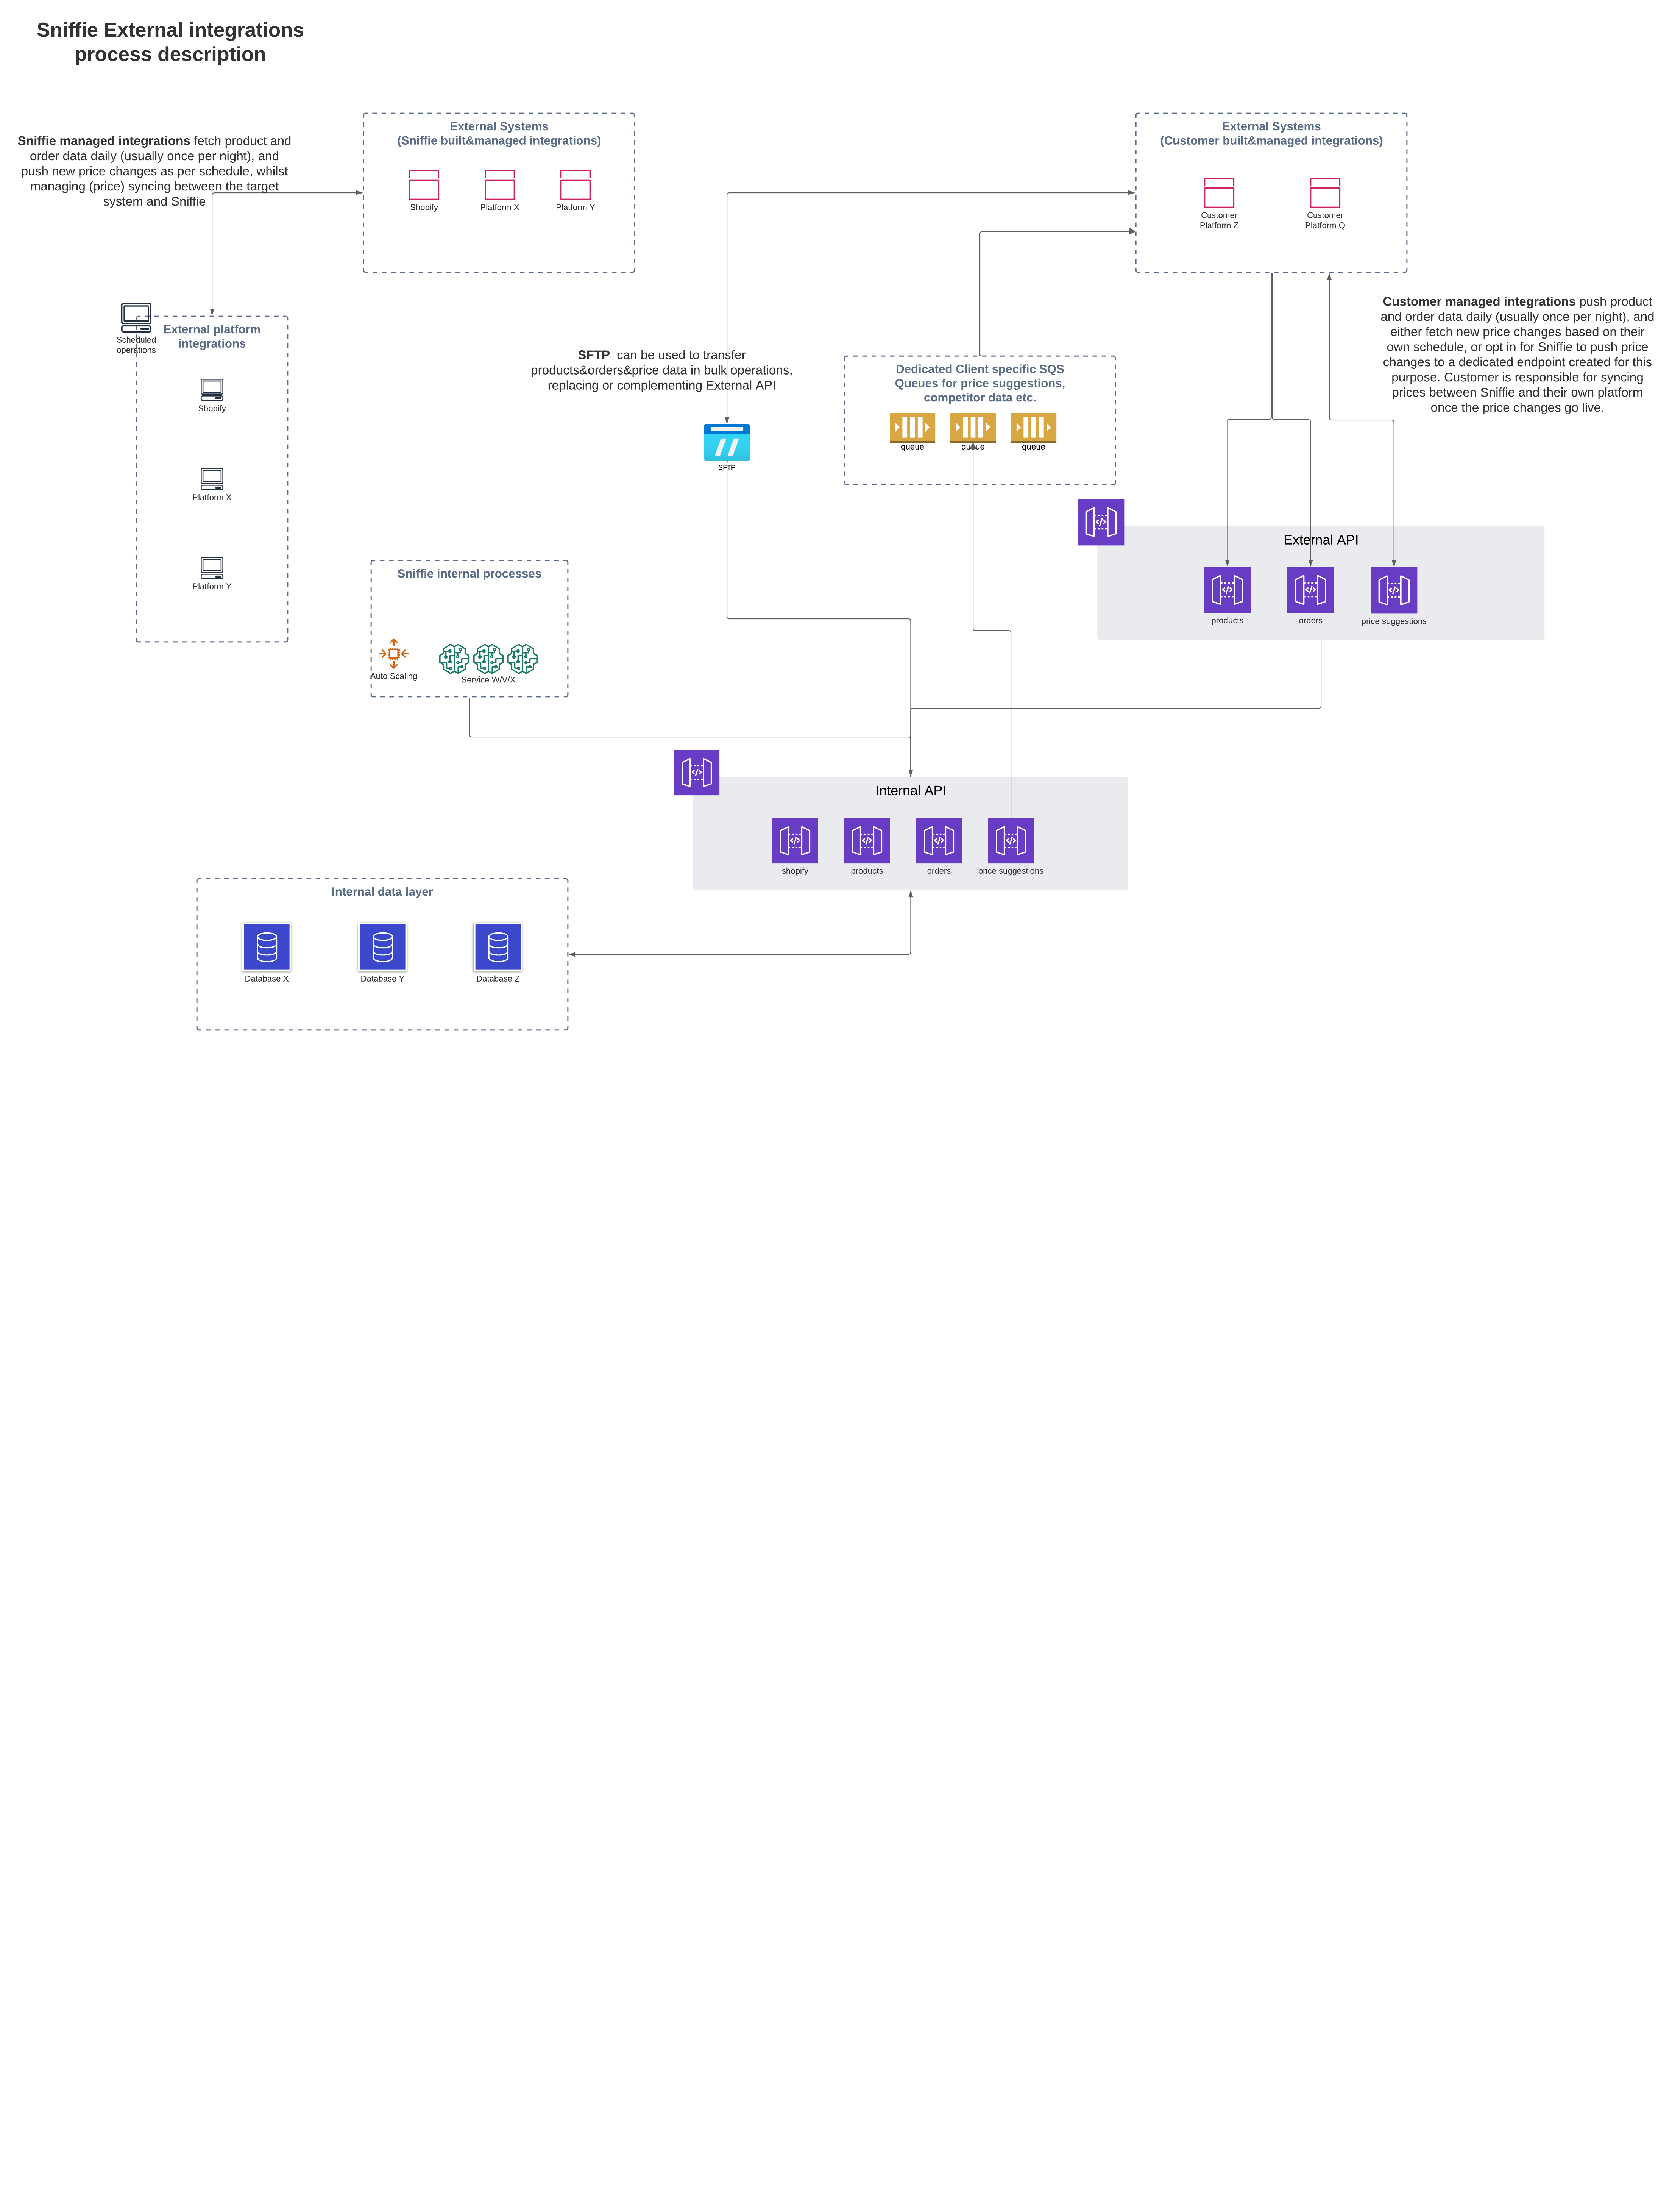 Sniffie External integrations
process description
Sniffie managed integrations fetch product and
order data daily (usually once per night), and
push new price changes as per schedule, whilst
managing (price) syncing between the target
system and Sniffie
External Systems
(Sniffie built&managed integrations)
Shopify
Platform X
Platform Y
External Systems
(Customer built&managed integrations)
Customer
Platform Z
Customer
Platform Q
Customer managed integrations push product
and order data daily (usually once per night), and
either fetch new price changes based on their
own schedule, or opt in for Sniffie to push price
changes to a dedicated endpoint created for this
purpose. Customer is responsible for syncing
prices between Sniffie and their own platform
once the price changes go live.
Scheduled
operations
External platform
integrations
Shopify
Platform X
Platform Y
SFTP can be used to transfer
products&orders&price data in bulk operations,
replacing or complementing External API
SFTP
Dedicated Client specific SQS
Queues for price suggestions,
competitor data etc.
queue
queue
queue
External API
products
orders
price suggestions
Sniffie internal processes
Auto Scaling
Service W/V/X
Internal API
shopify
products
orders
price suggestions
Internal data layer
Database X
Database Y
Database Z